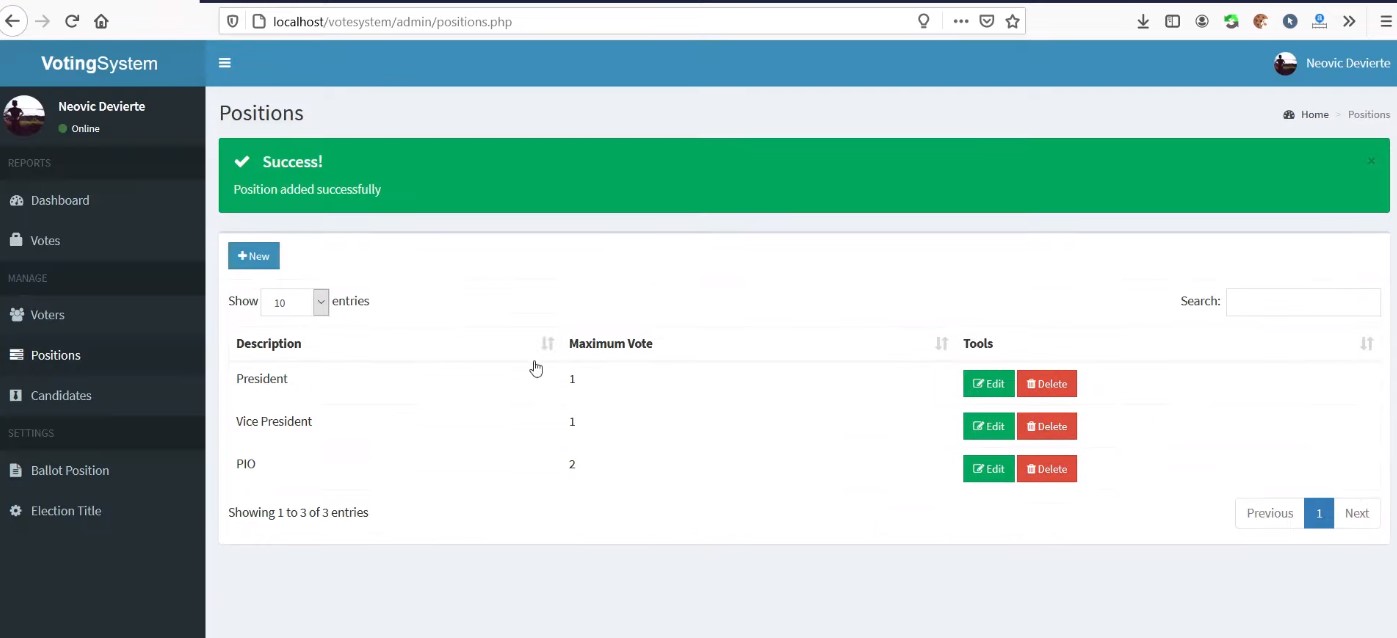 localhost/votesystem/admin/positions.php
VotingSystem
Neovic Devierte
Neovic Devierte
Online
Positions
Home > Positions
REPORTS
Success!
Position added successfully
Dashboard
Votes
New
MANAGE
Show 10 entries
Search:
Voters
Description Maximum Vote Tools
Positions
President 1 Edit Delete
Candidates
Vice President 1 Edit Delete
SETTINGS
PIO 2 Edit Delete
Ballot Position
Showing 1 to 3 of 3 entries
Previous 1 Next
Election Title